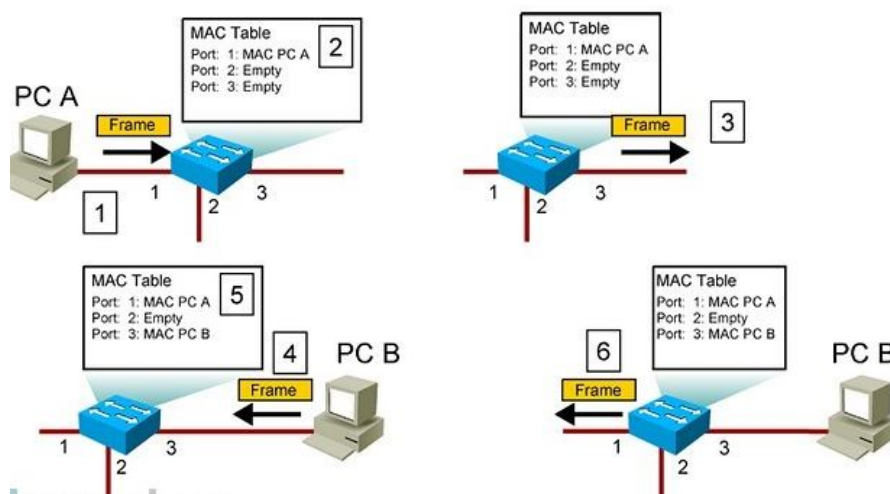 MAC Table
2
Port: 1: MAC PC A
Port: 2: Empty
Port: 3: Empty
PC A
Frame
1
2
3
1
MAC Table
Port: 1: MAC PC A
Port: 2: Empty
Port: 3: Empty
Frame
3
1
2
3
MAC Table
5
Port: 1: MAC PC A
Port: 2: Empty
Port: 3: MAC PC B
4
PC B
Frame
1
2
3
MAC Table
Port: 1: MAC PC A
Port: 2: Empty
Port: 3: MAC PC B
6
PC B
Frame
1
2
3